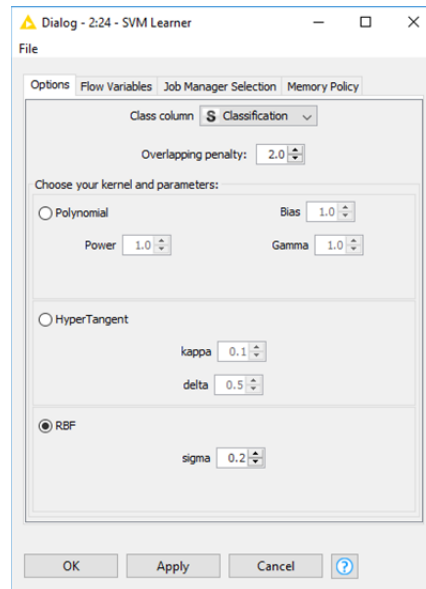 Dialog - 2:24 - SVM Learner
File
Options Flow Variables Job Manager Selection Memory Policy
Class column S Classification
Overlapping penalty: 2.0
Choose your kernel and parameters:
Polynomial Bias 1.0
Power 1.0 Gamma 1.0
HyperTangent
kappa 0.1
delta 0.5
RBF
sigma 0.2
OK Apply Cancel ?